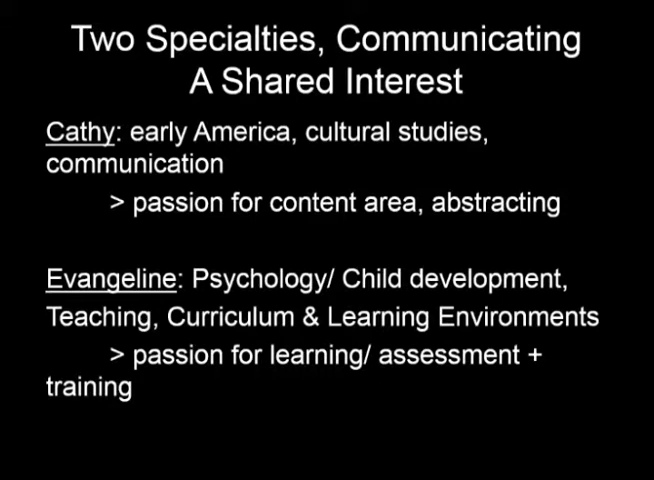 Two Specialties, Communicating
A Shared Interest
Cathy: early America, cultural studies,
communication
> passion for content area, abstracting
Evangeline: Psychology/ Child development,
Teaching, Curriculum & Learning Environments
> passion for learning/ assessment +
training